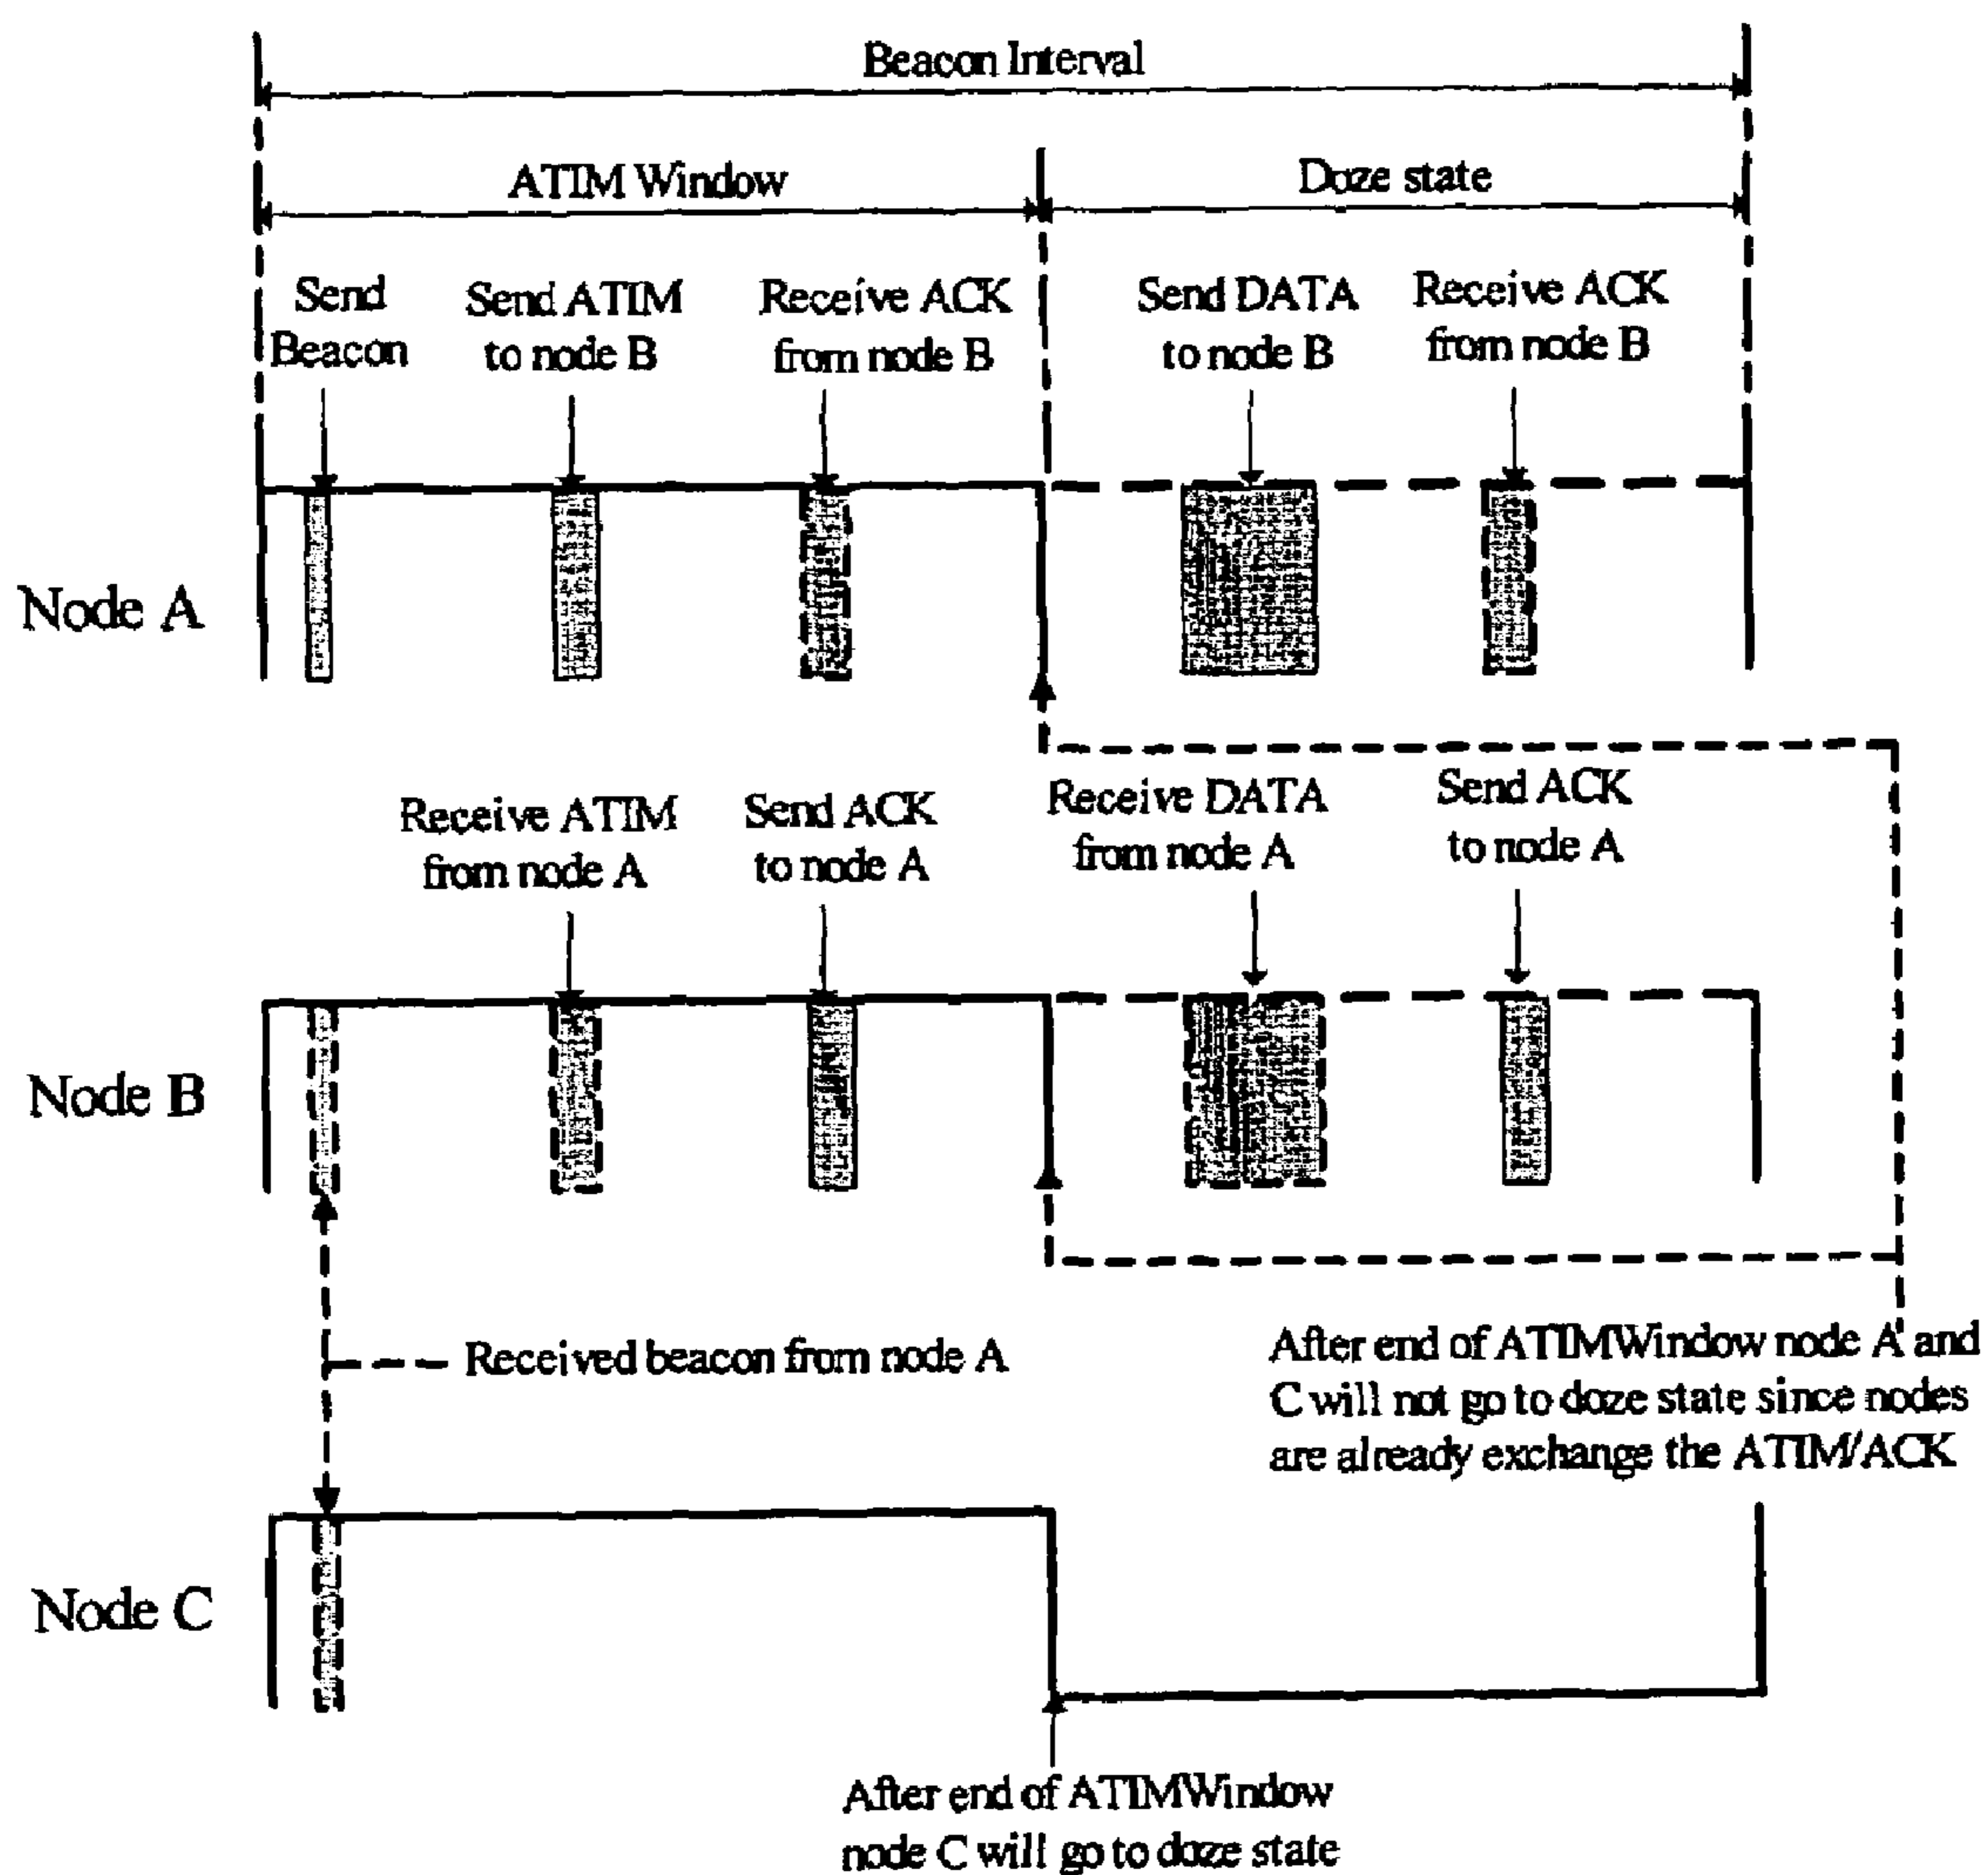 Beacon Interval
ATIM Window
Doze state
Send
Beacon
Send ATIM
to node B
Receive ACK
from node B
Send DATA
to node B
Receive ACK
from node B
Node A
Receive ATIM
from node A
Send ACK
to node A
Receive DATA
from node A
Send ACK
to node A
Node B
Received beacon from node A
After end of ATIMWindow node A and
C will not go to doze state since nodes
are already exchange the ATIM/ACK
Node C
After end of ATIMWindow
node C will go to doze state